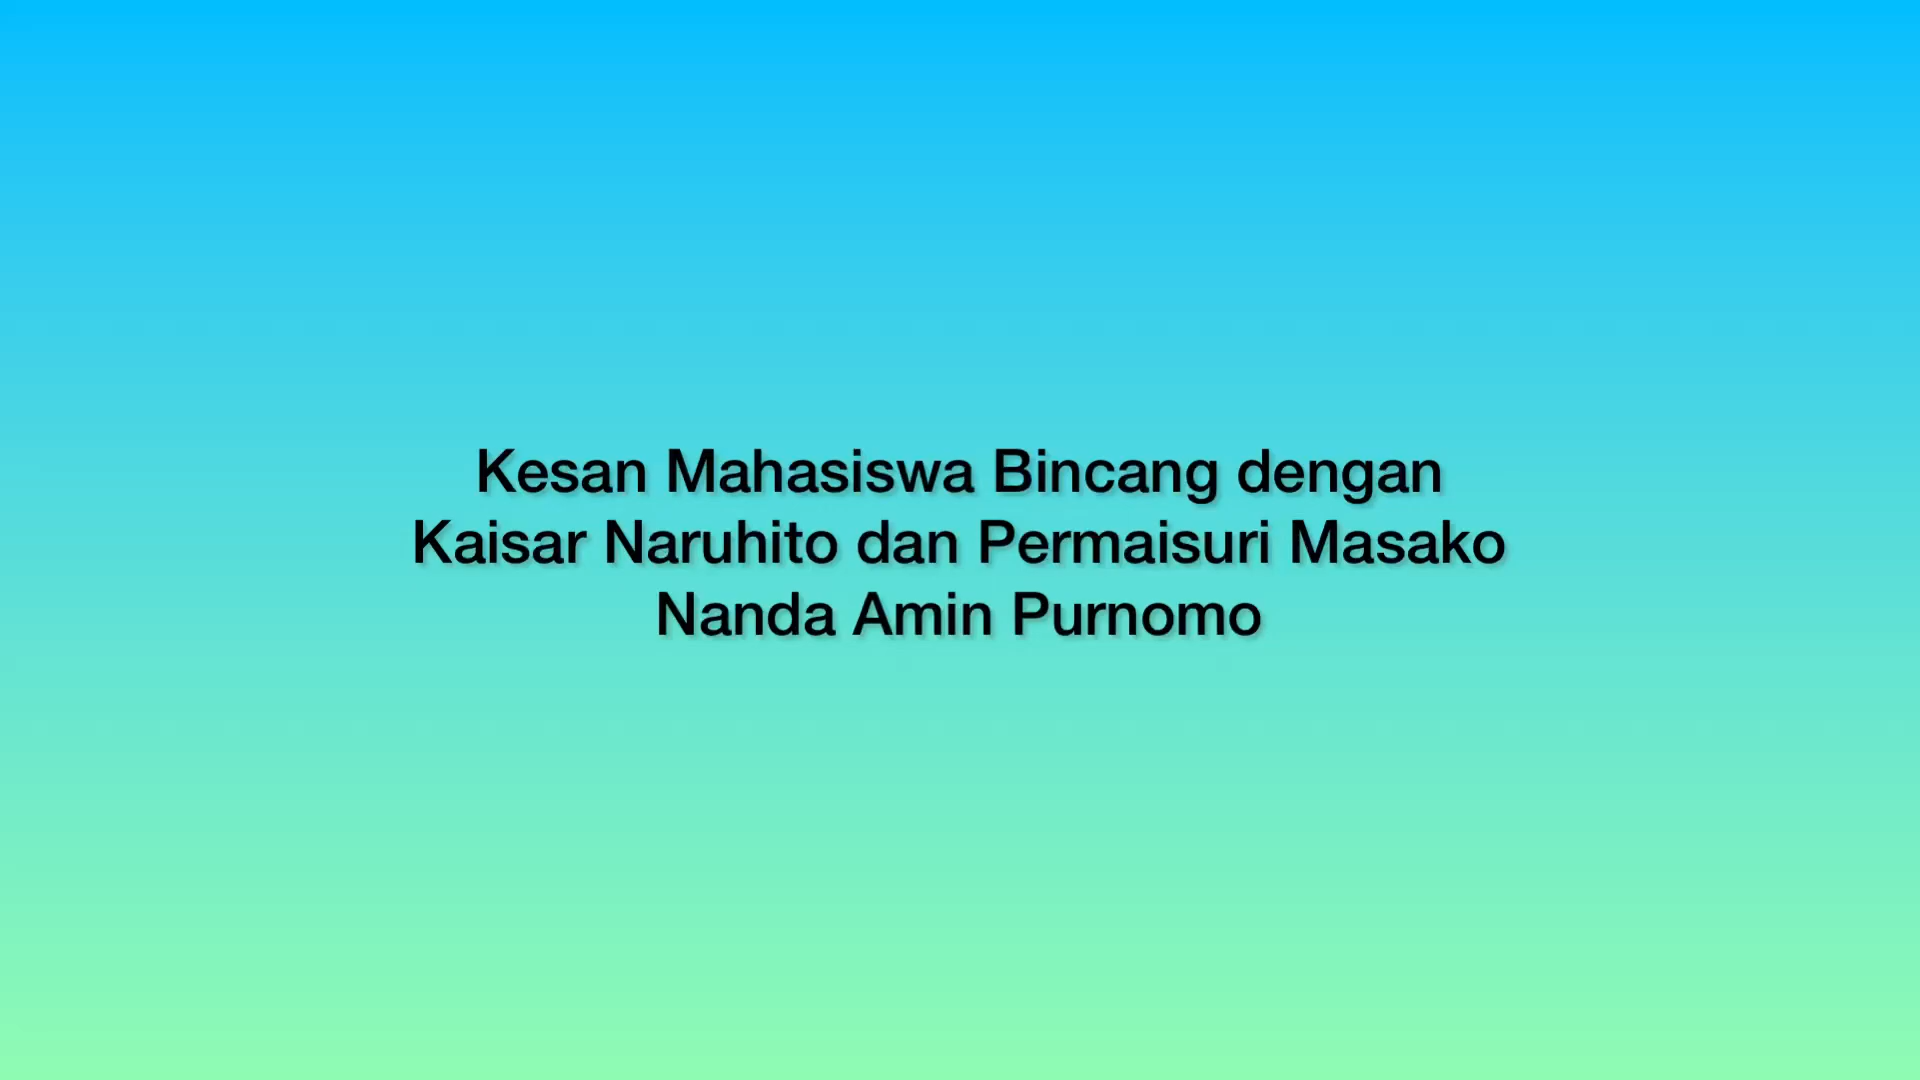 Kesan Mahasiswa Bincang dengan
Kaisar Naruhito dan Permaisuri Masako
Nanda Amin Purnomo